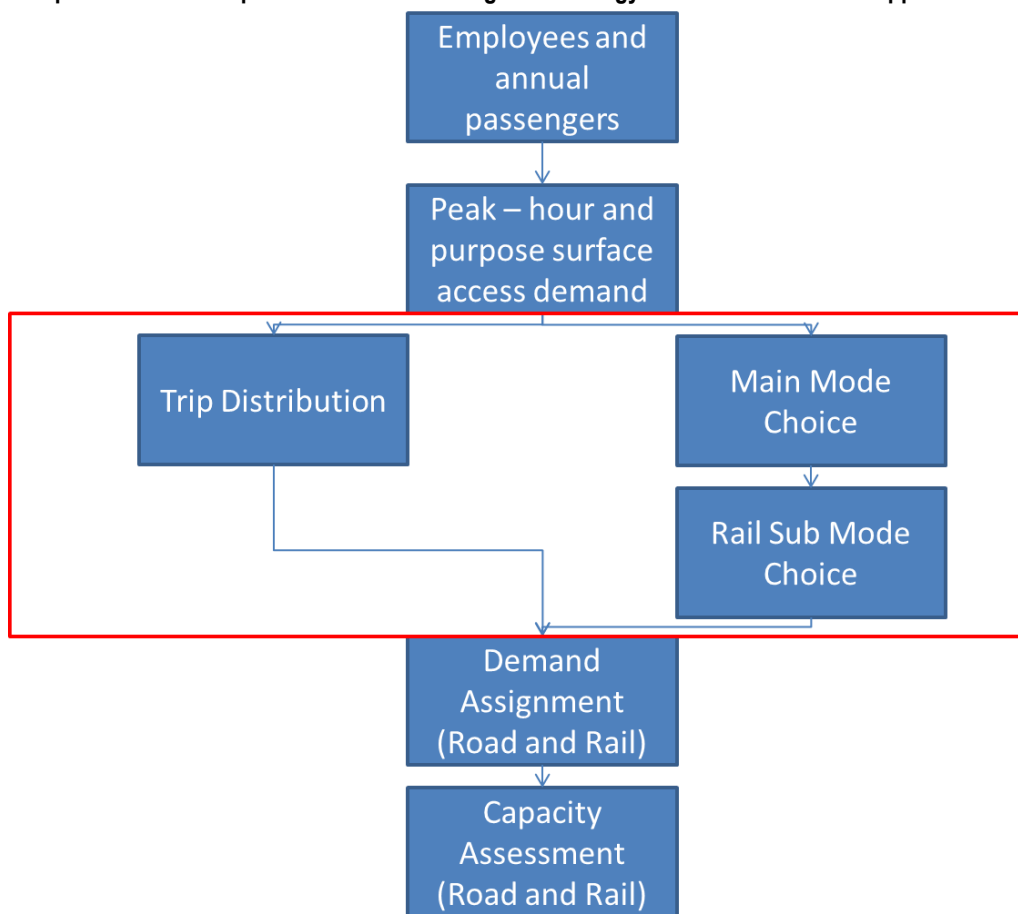 Employees and
annual
passengers
Peak – hour and
purpose surface
access demand
Trip Distribution
Main Mode
Choice
Rail Sub Mode
Choice
Demand
Assignment
(Road and Rail)
Capacity
Assessment
(Road and Rail)